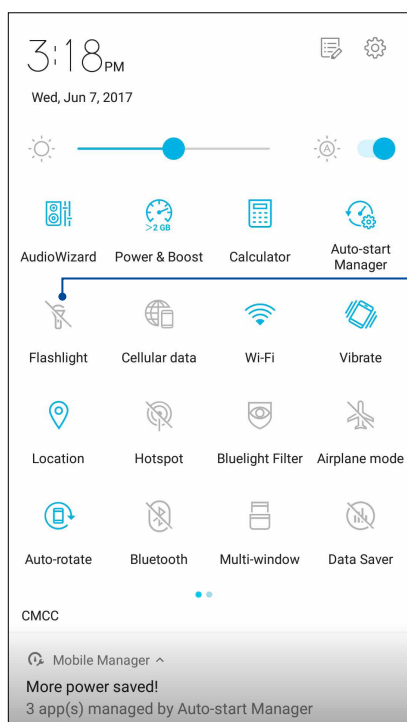 3:18PM
Wed, Jun 7, 2017
A
>2 GB
AudioWizard Power & Boost Calculator Auto-start Manager
Flashlight Cellular data Wi-Fi Vibrate
Location Hotspot Bluelight Filter Airplane mode
Auto-rotate Bluetooth Multi-window Data Saver
CMCC
Mobile Manager
More power saved!
3 app(s) managed by Auto-start Manager